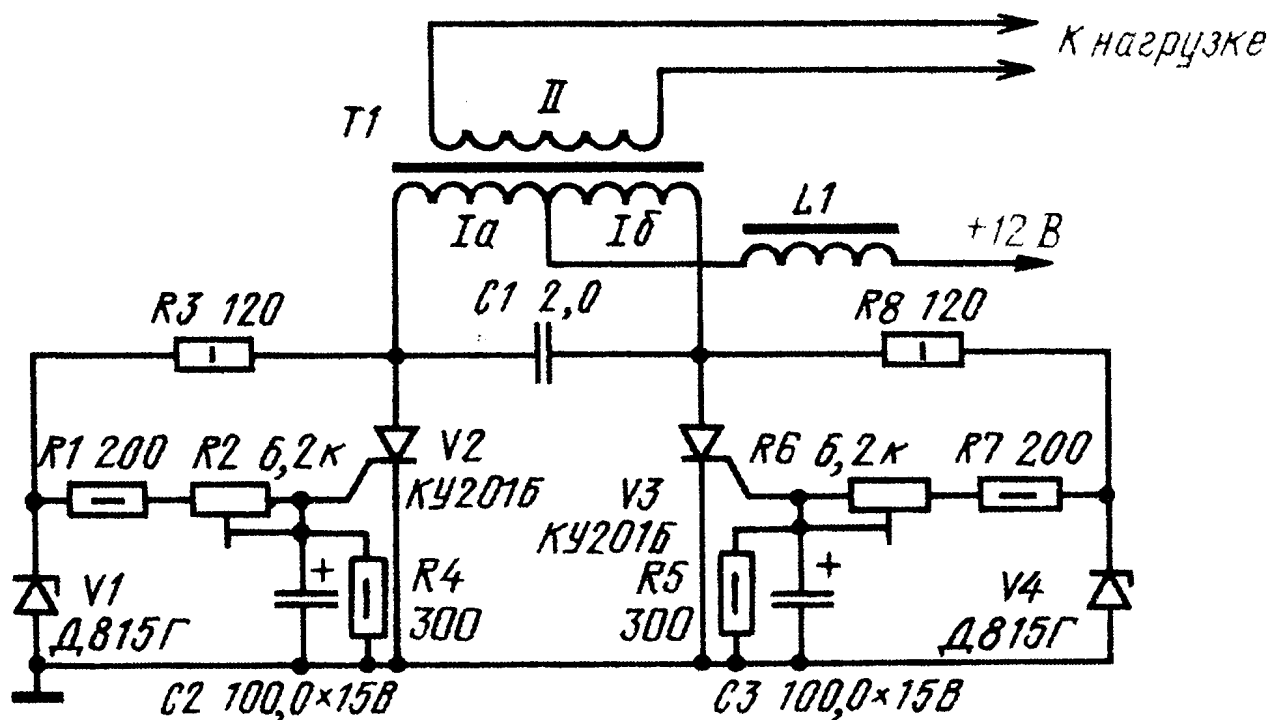 К нагрузке
II
T1
Iа
Iб
L1
+12 В
C1 2,0
R3 120
R8 120
R1 200
R2 6,2к
V2
КУ201Б
R6 6,2к
R7 200
V3
КУ201Б
+
+
V1
Д815Г
R4
300
R5
300
V4
Д815Г
C2 100,0×15В
C3 100,0×15В